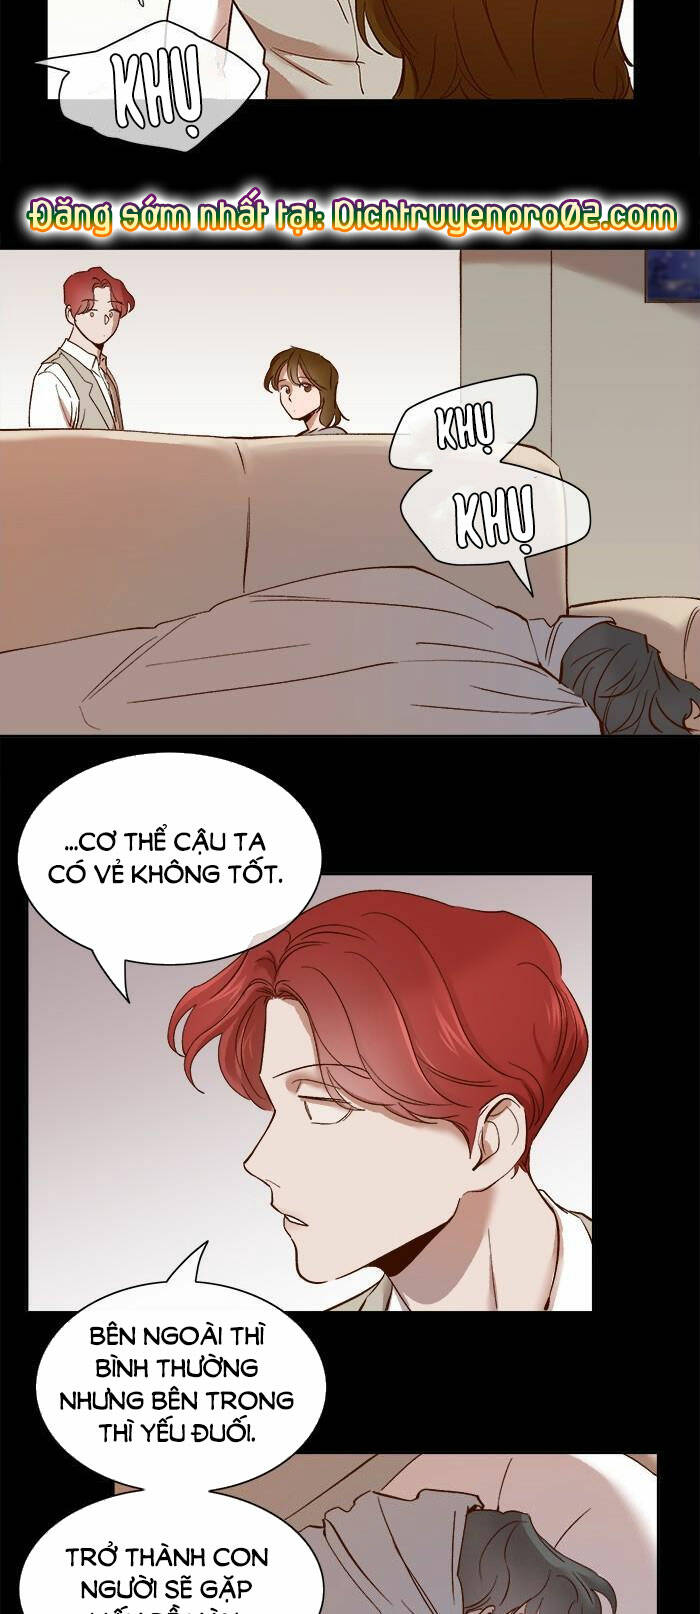 KHỤ
Đăng sớm nhất tại: Dichtruyenpro02.com
KHỤ
KHỤ
...CƠ THỂ CẬU TA
CÓ VẺ KHÔNG TỐT.
BÊN NGOÀI THÌ
BÌNH THƯỜNG
NHƯNG BÊN TRONG
THÌ YẾU ĐUỐI.
TRỞ THÀNH CON
NGƯỜI SẼ GẶP